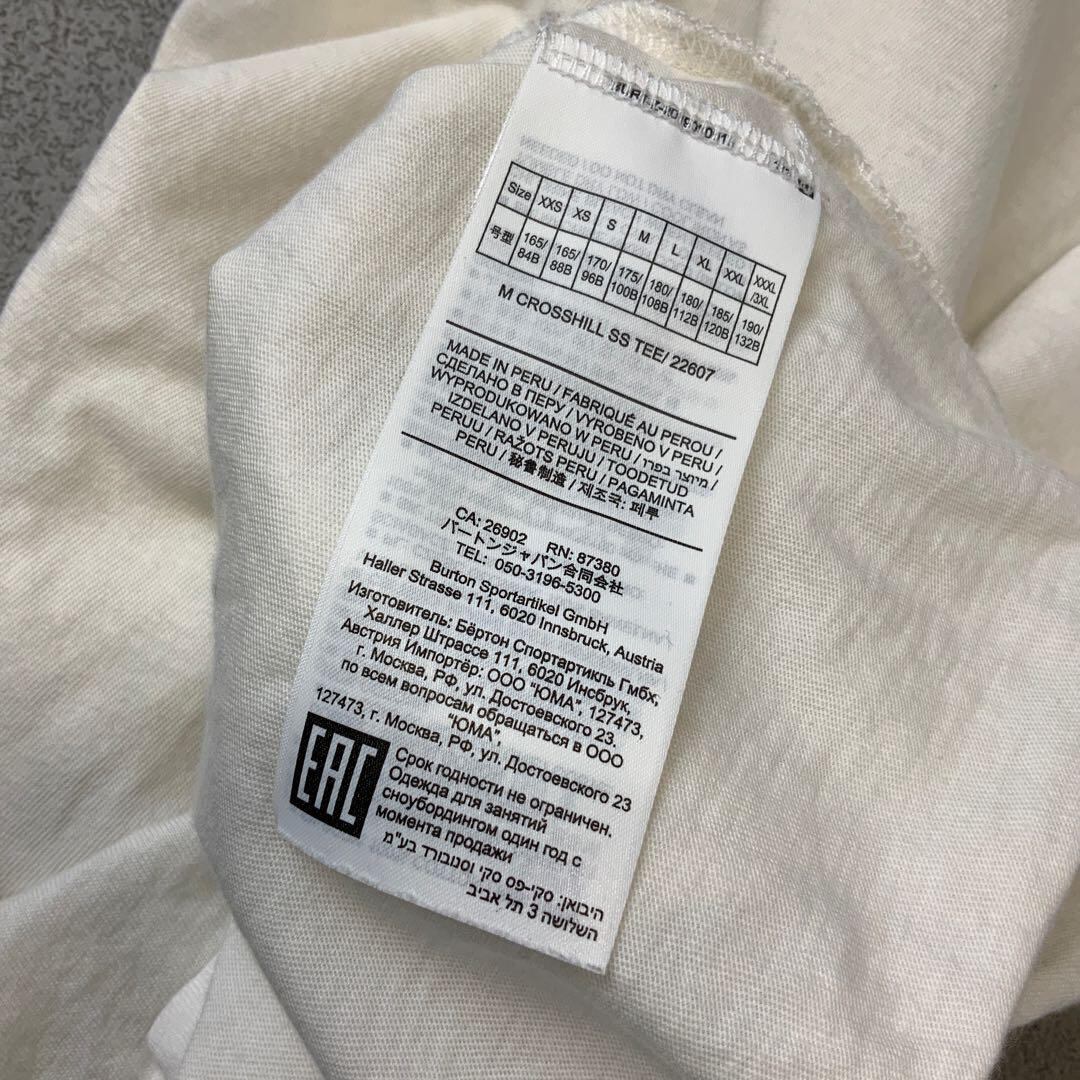 Size XXS XS S M L XL XXL XXXL/3XL
号型 165/84B 165/88B 170/96B 175/100B 180/108B 180/112B 185/120B 190/132B
M CROSSHILL SS TEE/ 22607
MADE IN PERU / FABRIQUÉ AU PEROU /
СДЕЛАНО В ПЕРУ / VYROBENO V PERU /
WYPRODUKOWANO W PERU / מיוצר בפרו /
IZDELANO V PERUJU / TOODETUD
PERUU / RAŽOTS PERU / PAGAMINTA
PERU / 秘鲁制造 / 제조국: 페루
CA: 26902 RN: 87380
バートンジャパン合同会社
TEL: 050-3196-5300
Burton Sportartikel GmbH
Haller Strasse 111, 6020 Innsbruck, Austria
Изготовитель: Бёртон Спортартикль Гмбх,
Халлер Штрассе 111, 6020 Инсбрук,
Австрия Импортёр: ООО "ЮМА", 127473,
г. Москва, РФ, ул. Достоевского 23.
по всем вопросам обращаться в ООО
"ЮМА",
127473, г. Москва, РФ, ул. Достоевского 23
EAC
Срок годности не ограничен.
Одежда для занятий
сноубордингом один год с
момента продажи
היבואן: סקי-פס סקי וסנובורד בע"מ
השלושה 3 תל אביב